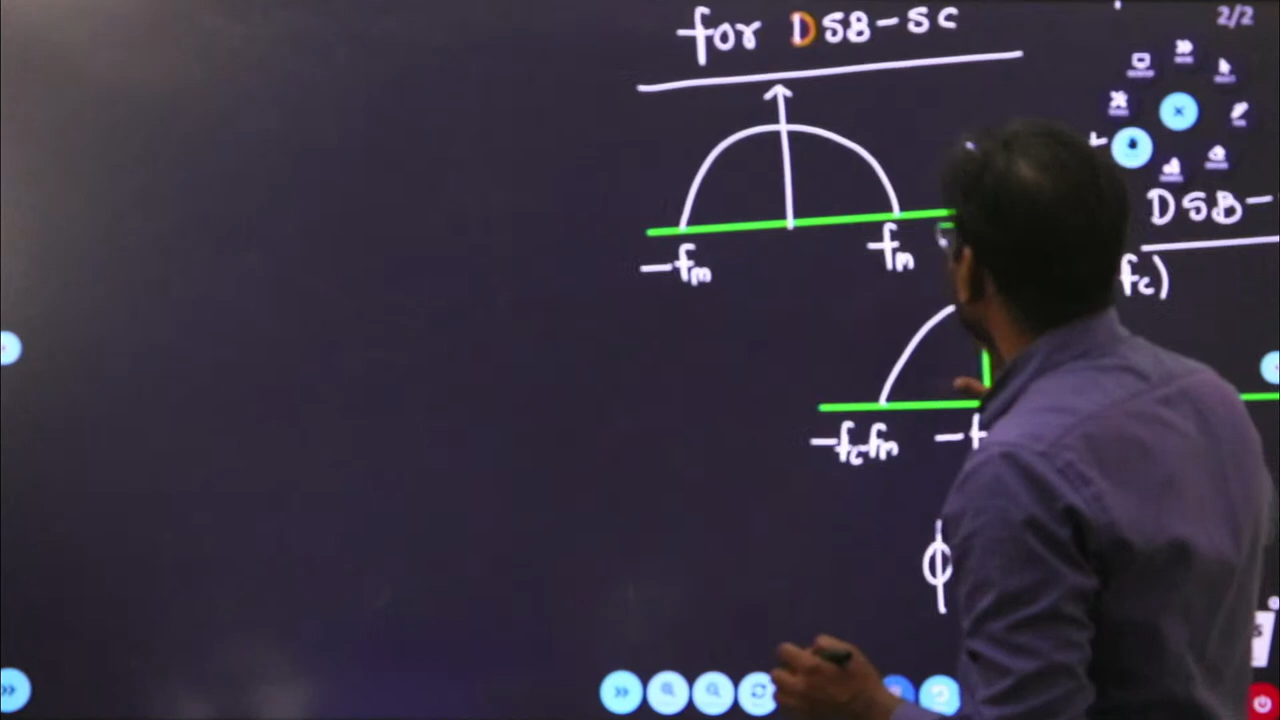 for DSB-SC
2/2
DSB-
-fm fm
fc)
-fc-fm -f
ϕ